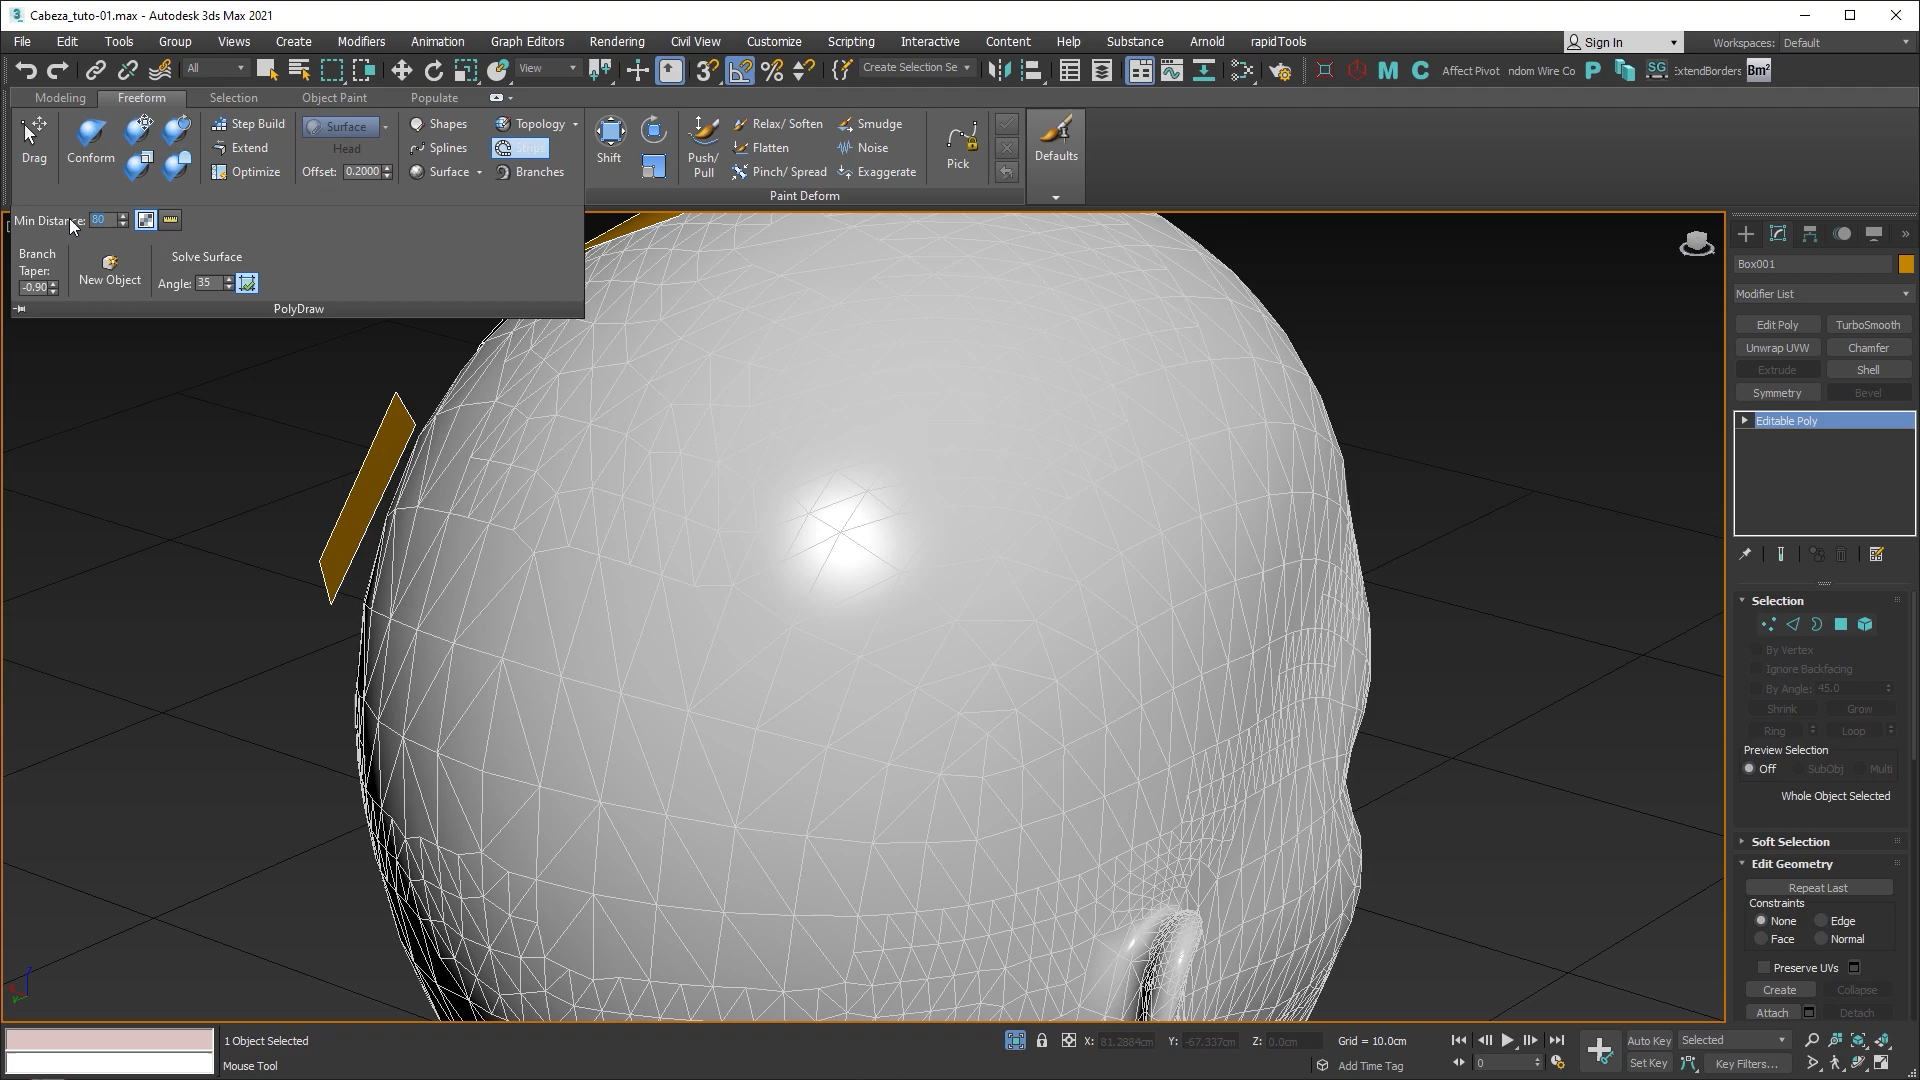 Cabeza_tuto-01.max - Autodesk 3ds Max 2021
File Edit Tools Group Views Create Modifiers Animation Graph Editors Rendering Civil View Customize Scripting Interactive Content Help Substance Arnold rapidTools Sign In Workspaces: Default
All View Create Selection Se Affect Pivot ndom Wire Co ExtendBorders Bm²
Modeling Freeform Selection Object Paint Populate
Drag Conform Step Build Extend Optimize
Surface Head Offset: 0.2000
Shapes Splines Surface Topology Strips Branches
Shift Push/ Pull Relax/ Soften Flatten Pinch/ Spread Smudge Noise Exaggerate
Pick Defaults
Paint Deform
Min Distance: 80
Branch
Taper:
-0.90
New Object
Solve Surface
Angle: 35
PolyDraw
Box001
Modifier List
Edit Poly TurboSmooth
Unwrap UVW Chamfer
Extrude Shell
Symmetry Bevel
Editable Poly
Selection
By Vertex
Ignore Backfacing
By Angle: 45.0
Shrink Grow
Ring Loop
Preview Selection
Off SubObj Multi
Whole Object Selected
Soft Selection
Edit Geometry
Repeat Last
Constraints
None Edge
Face Normal
Preserve UVs
Create Collapse
Attach Detach
1 Object Selected X: 81.2884cm Y: -67.337cm Z: 0.0cm Grid = 10.0cm Auto Key Selected
Mouse Tool Add Time Tag 0 Set Key Key Filters...